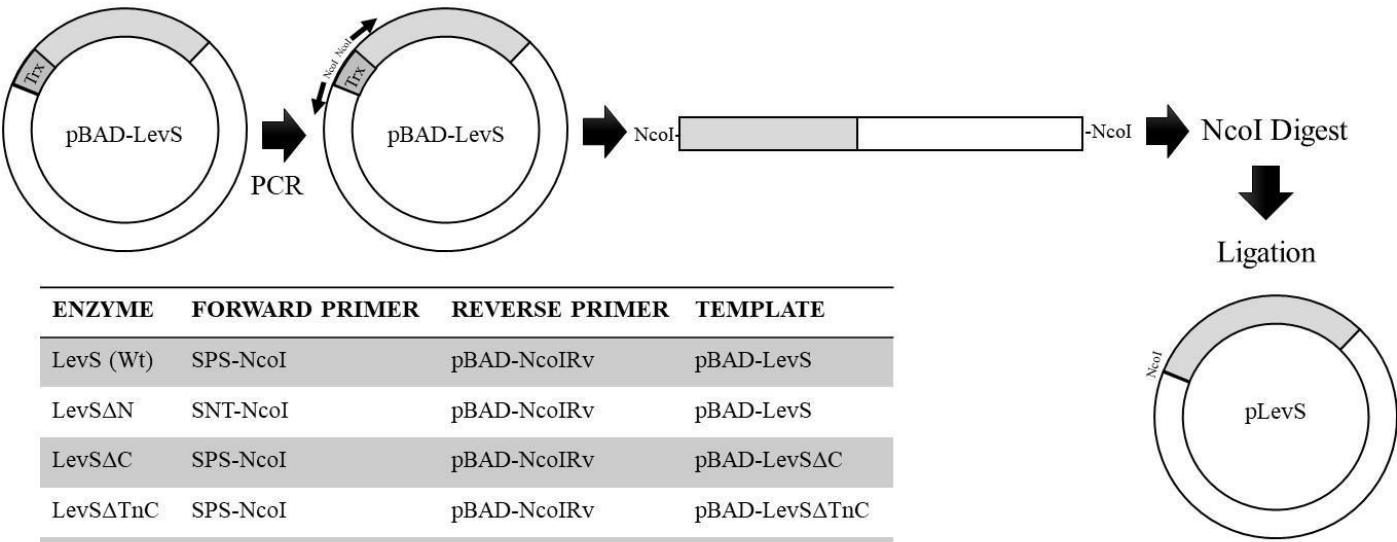 Trx
pBAD-LevS
PCR
NcoI NcoI
Trx
pBAD-LevS
NcoI-
-NcoI
NcoI Digest
Ligation
NcoI
pLevS
ENZYME FORWARD PRIMER REVERSE PRIMER TEMPLATE
LevS (Wt) SPS-NcoI pBAD-NcoIRv pBAD-LevS
LevSΔN SNT-NcoI pBAD-NcoIRv pBAD-LevS
LevSΔC SPS-NcoI pBAD-NcoIRv pBAD-LevSΔC
LevSΔTnC SPS-NcoI pBAD-NcoIRv pBAD-LevSΔTnC